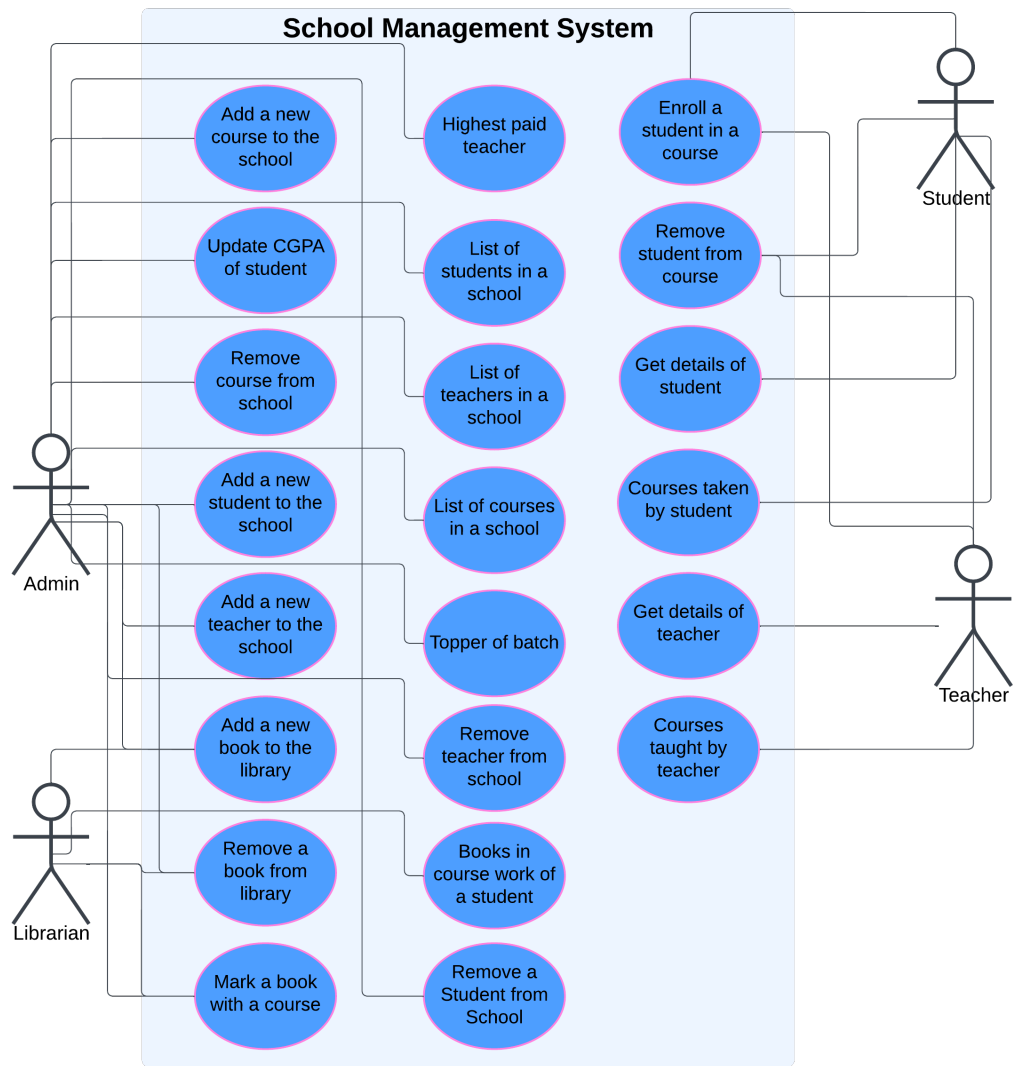 School Management System
Add a new
course to the
school
Update CGPA
of student
Remove
course from
school
Add a new
student to the
school
Add a new
teacher to the
school
Add a new
book to the
library
Remove a
book from
library
Mark a book
with a course
Highest paid
teacher
List of
students in a
school
List of
teachers in a
school
List of courses
in a school
Topper of batch
Remove
teacher from
school
Books in
course work of
a student
Remove a
Student from
School
Enroll a
student in a
course
Remove
student from
course
Get details of
student
Courses taken
by student
Get details of
teacher
Courses
taught by
teacher
Admin
Librarian
Student
Teacher